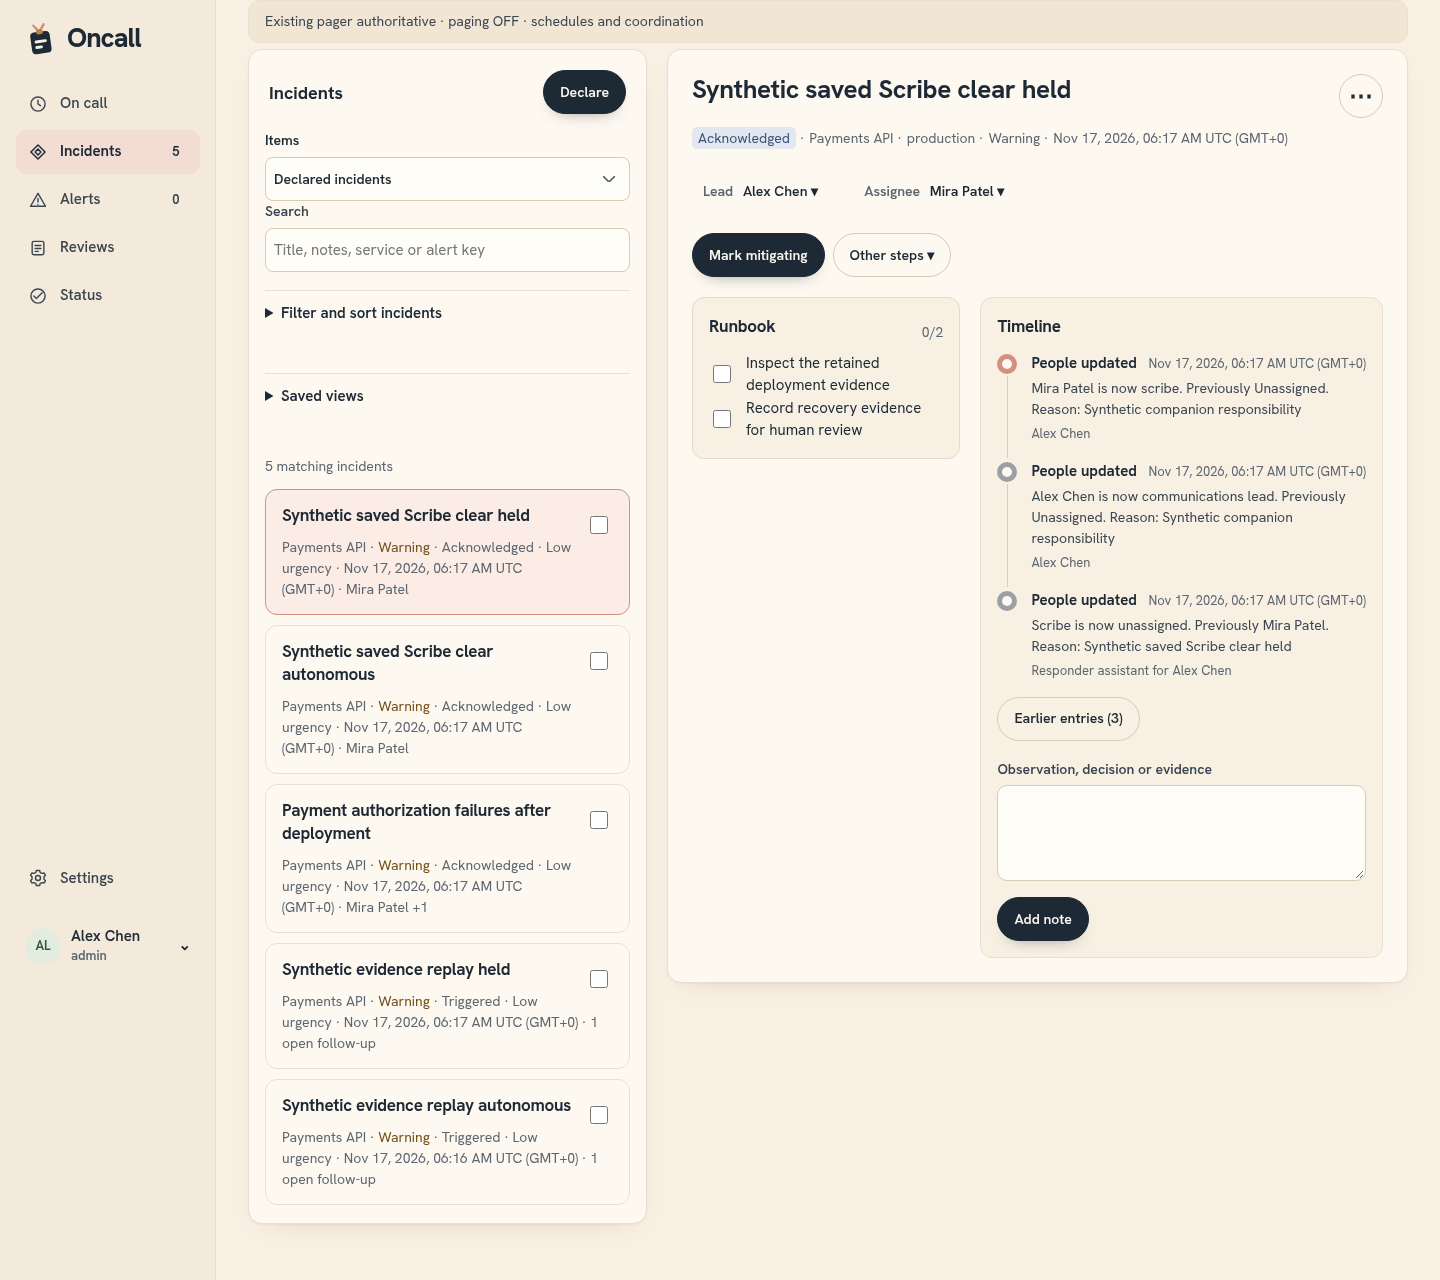 Oncall
On call
Incidents 5
Alerts 0
Reviews
Status
Settings
AL
Alex Chen
admin
Existing pager authoritative · paging OFF · schedules and coordination
Incidents
Declare
Items
Declared incidents
Search
Title, notes, service or alert key
Filter and sort incidents
Saved views
5 matching incidents
Synthetic saved Scribe clear held
Payments API · Warning · Acknowledged · Low
urgency · Nov 17, 2026, 06:17 AM UTC
(GMT+0) · Mira Patel
Synthetic saved Scribe clear
autonomous
Payments API · Warning · Acknowledged · Low
urgency · Nov 17, 2026, 06:17 AM UTC
(GMT+0) · Mira Patel
Payment authorization failures after
deployment
Payments API · Warning · Acknowledged · Low
urgency · Nov 17, 2026, 06:17 AM UTC
(GMT+0) · Mira Patel +1
Synthetic evidence replay held
Payments API · Warning · Triggered · Low
urgency · Nov 17, 2026, 06:17 AM UTC (GMT+0) · 1
open follow-up
Synthetic evidence replay autonomous
Payments API · Warning · Triggered · Low
urgency · Nov 17, 2026, 06:16 AM UTC (GMT+0) · 1
open follow-up
Synthetic saved Scribe clear held
Acknowledged · Payments API · production · Warning · Nov 17, 2026, 06:17 AM UTC (GMT+0)
Lead Alex Chen ▾ Assignee Mira Patel ▾
Mark mitigating
Other steps ▾
Runbook 0/2
Inspect the retained
deployment evidence
Record recovery evidence
for human review
Timeline
People updated Nov 17, 2026, 06:17 AM UTC (GMT+0)
Mira Patel is now scribe. Previously Unassigned.
Reason: Synthetic companion responsibility
Alex Chen
People updated Nov 17, 2026, 06:17 AM UTC (GMT+0)
Alex Chen is now communications lead. Previously
Unassigned. Reason: Synthetic companion
responsibility
Alex Chen
People updated Nov 17, 2026, 06:17 AM UTC (GMT+0)
Scribe is now unassigned. Previously Mira Patel.
Reason: Synthetic saved Scribe clear held
Responder assistant for Alex Chen
Earlier entries (3)
Observation, decision or evidence
Add note